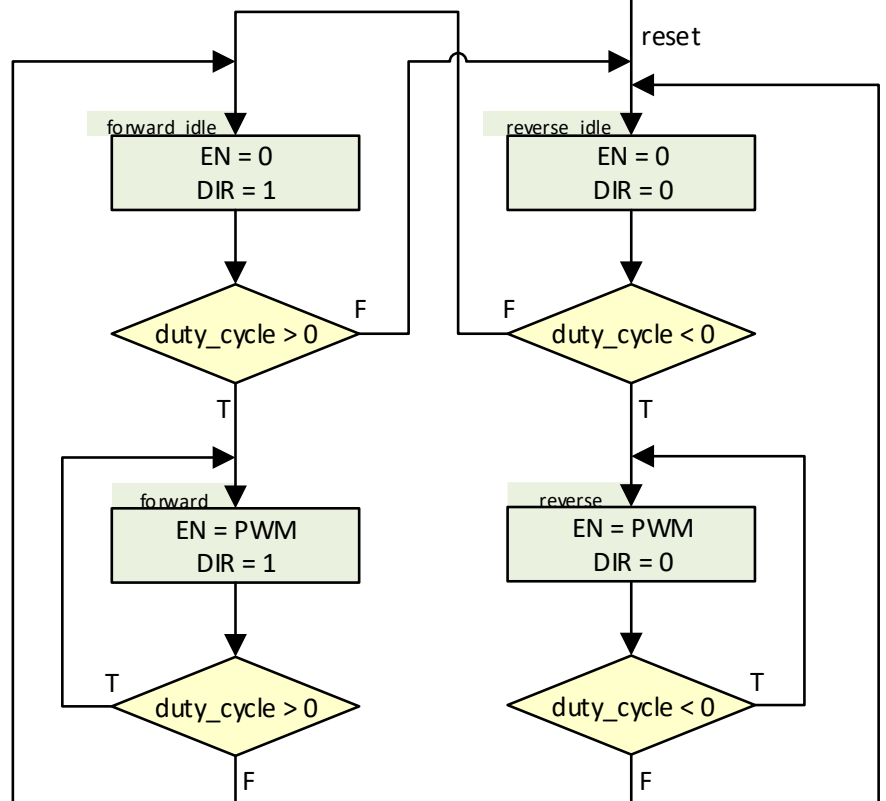 reset
forward_idle
EN = 0
DIR = 1
reverse_idle
EN = 0
DIR = 0
duty_cycle > 0
F
T
F
duty_cycle < 0
T
forward
EN = PWM
DIR = 1
reverse
EN = PWM
DIR = 0
T
duty_cycle > 0
F
duty_cycle < 0
T
F